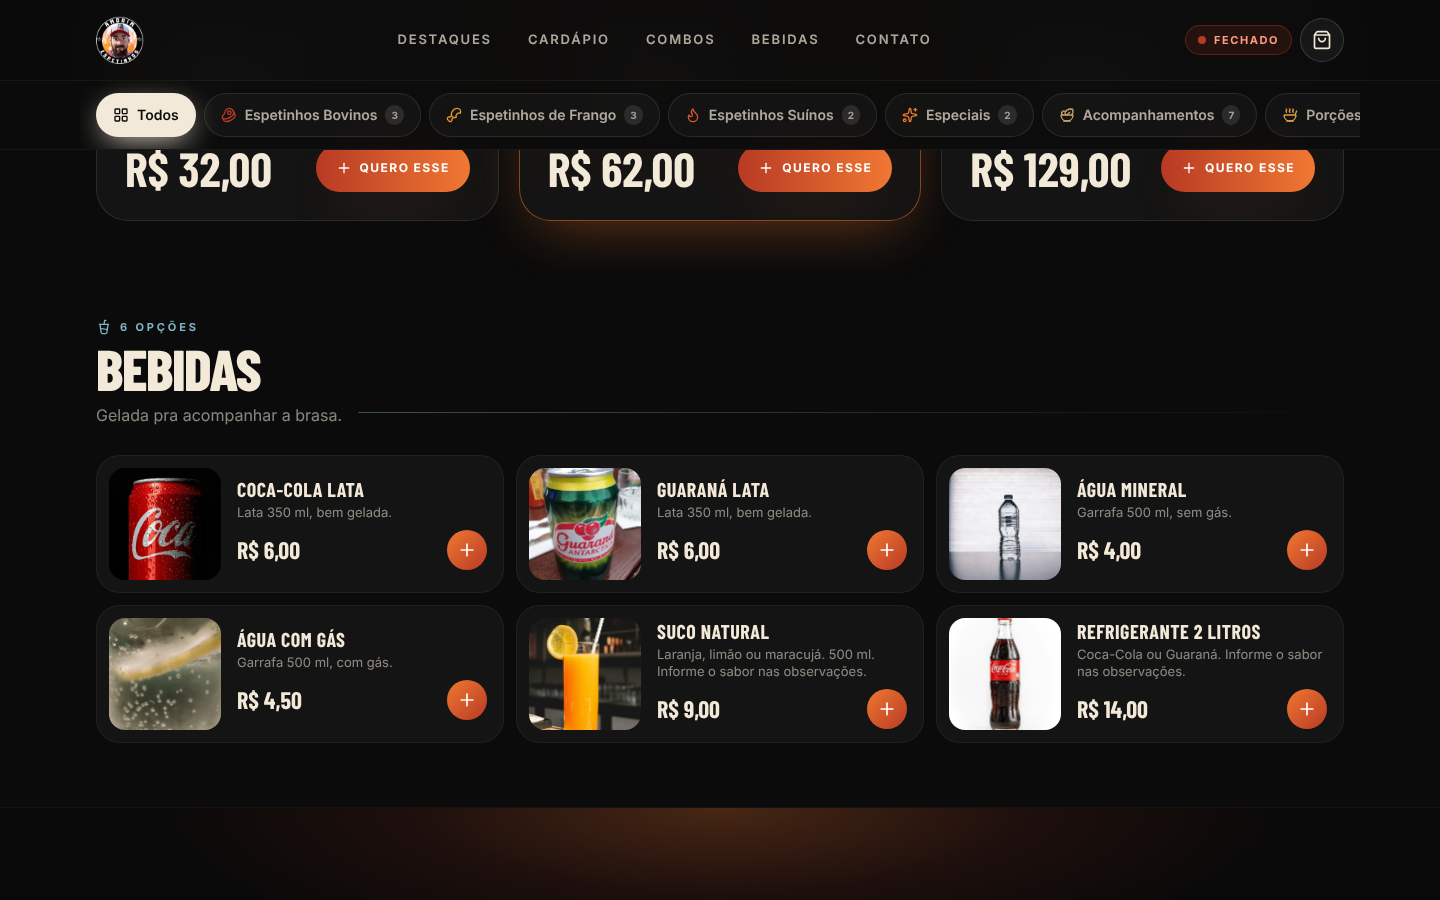 DESTAQUES CARDÁPIO COMBOS BEBIDAS CONTATO
FECHADO
Todos
Espetinhos Bovinos 3
Espetinhos de Frango 3
Espetinhos Suínos 2
Especiais 2
Acompanhamentos 7
Porções
R$ 32,00
QUERO ESSE
R$ 62,00
QUERO ESSE
R$ 129,00
QUERO ESSE
6 OPÇÕES
BEBIDAS
Gelada pra acompanhar a brasa.
Coca
COCA-COLA LATA
Lata 350 ml, bem gelada.
R$ 6,00
Guaraná
ANTARCTICA
GUARANÁ LATA
Lata 350 ml, bem gelada.
R$ 6,00
ÁGUA MINERAL
Garrafa 500 ml, sem gás.
R$ 4,00
ÁGUA COM GÁS
Garrafa 500 ml, com gás.
R$ 4,50
SUCO NATURAL
Laranja, limão ou maracujá. 500 ml.
Informe o sabor nas observações.
R$ 9,00
Coca-Cola
REFRIGERANTE 2 LITROS
Coca-Cola ou Guaraná. Informe o sabor
nas observações.
R$ 14,00